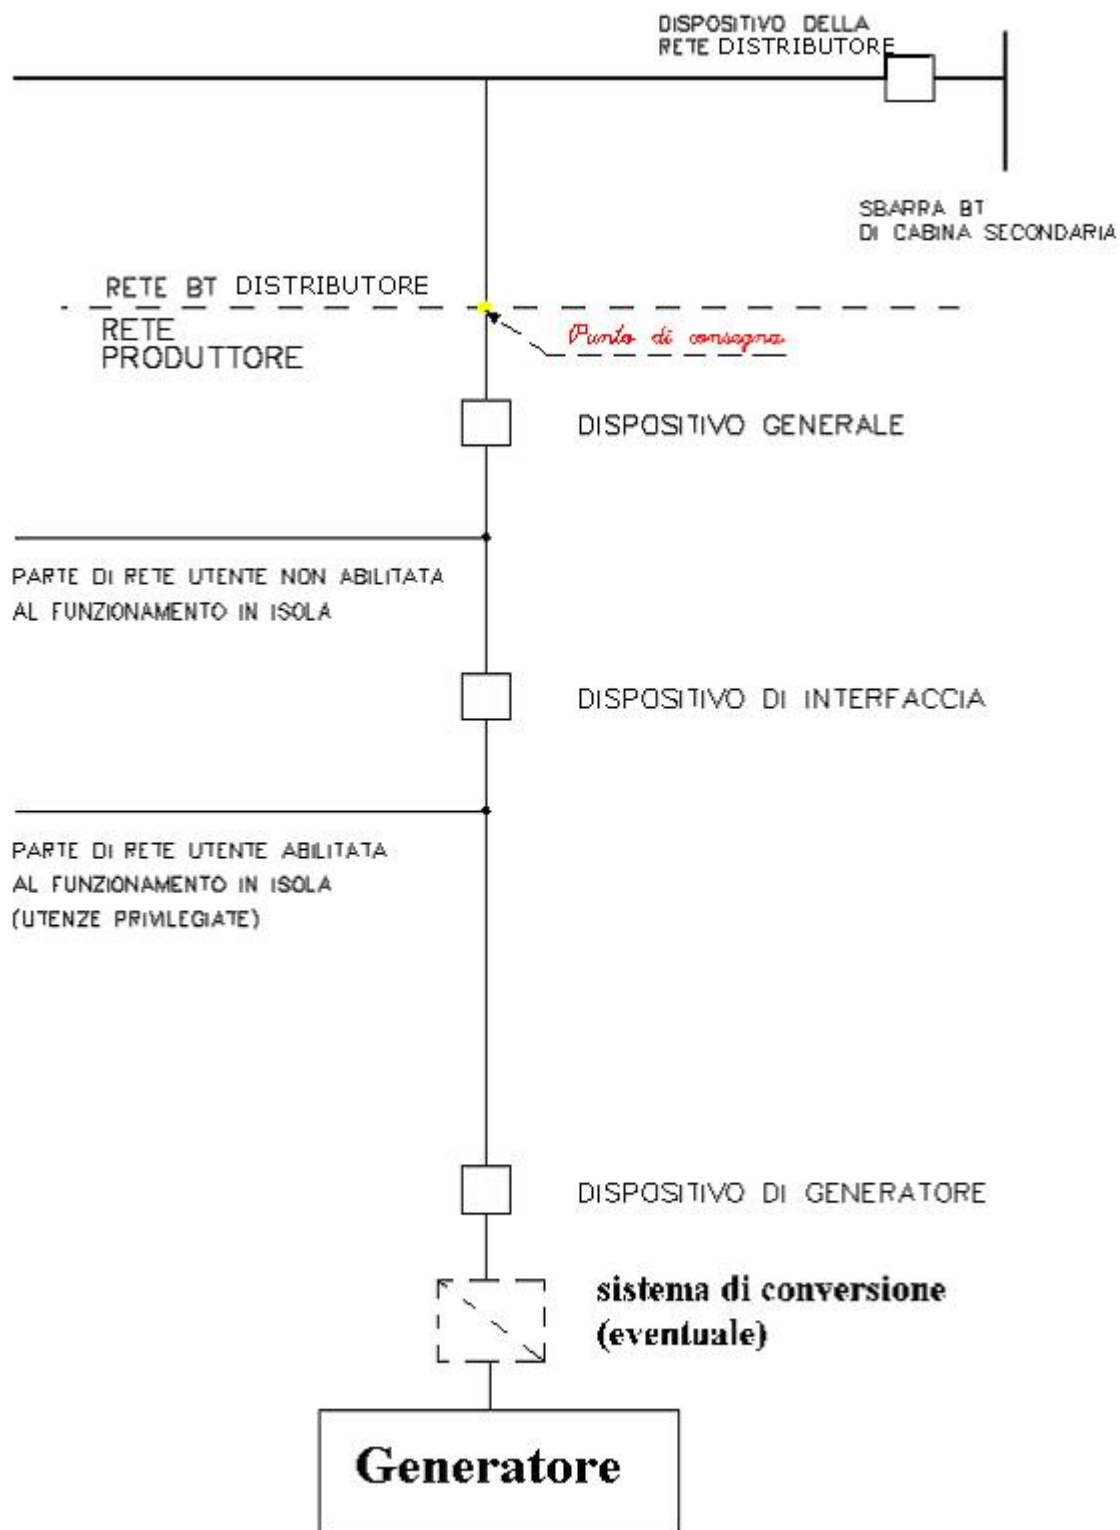 DISPOSITIVO DELLA
RETE DISTRIBUTORE
SBARRA BT
DI CABINA SECONDARIA
RETE BT DISTRIBUTORE
RETE
PRODUTTORE
Punto di consegna
DISPOSITIVO GENERALE
PARTE DI RETE UTENTE NON ABILITATA
AL FUNZIONAMENTO IN ISOLA
DISPOSITIVO DI INTERFACCIA
PARTE DI RETE UTENTE ABILITATA
AL FUNZIONAMENTO IN ISOLA
(UTENZE PRIVILEGIATE)
DISPOSITIVO DI GENERATORE
sistema di conversione
(eventuale)
Generatore